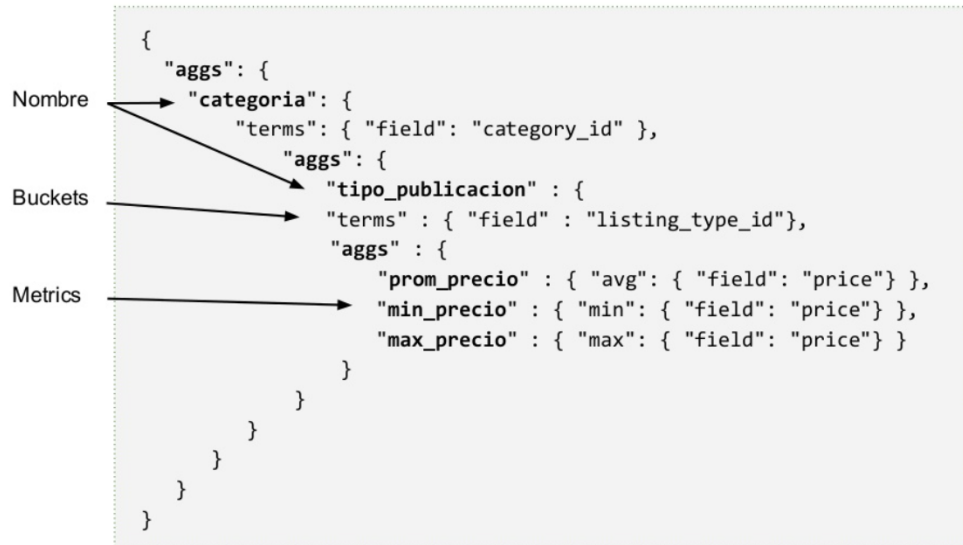 {
"aggs": {
Nombre
"categoria": {
"terms": { "field": "category_id" },
"aggs": {
"tipo_publicacion" : {
Buckets
"terms" : { "field" : "listing_type_id"},
"aggs" : {
"prom_precio" : { "avg": { "field": "price"} },
Metrics
"min_precio" : { "min": { "field": "price"} },
"max_precio" : { "max": { "field": "price"} }
}
}
}
}
}
}